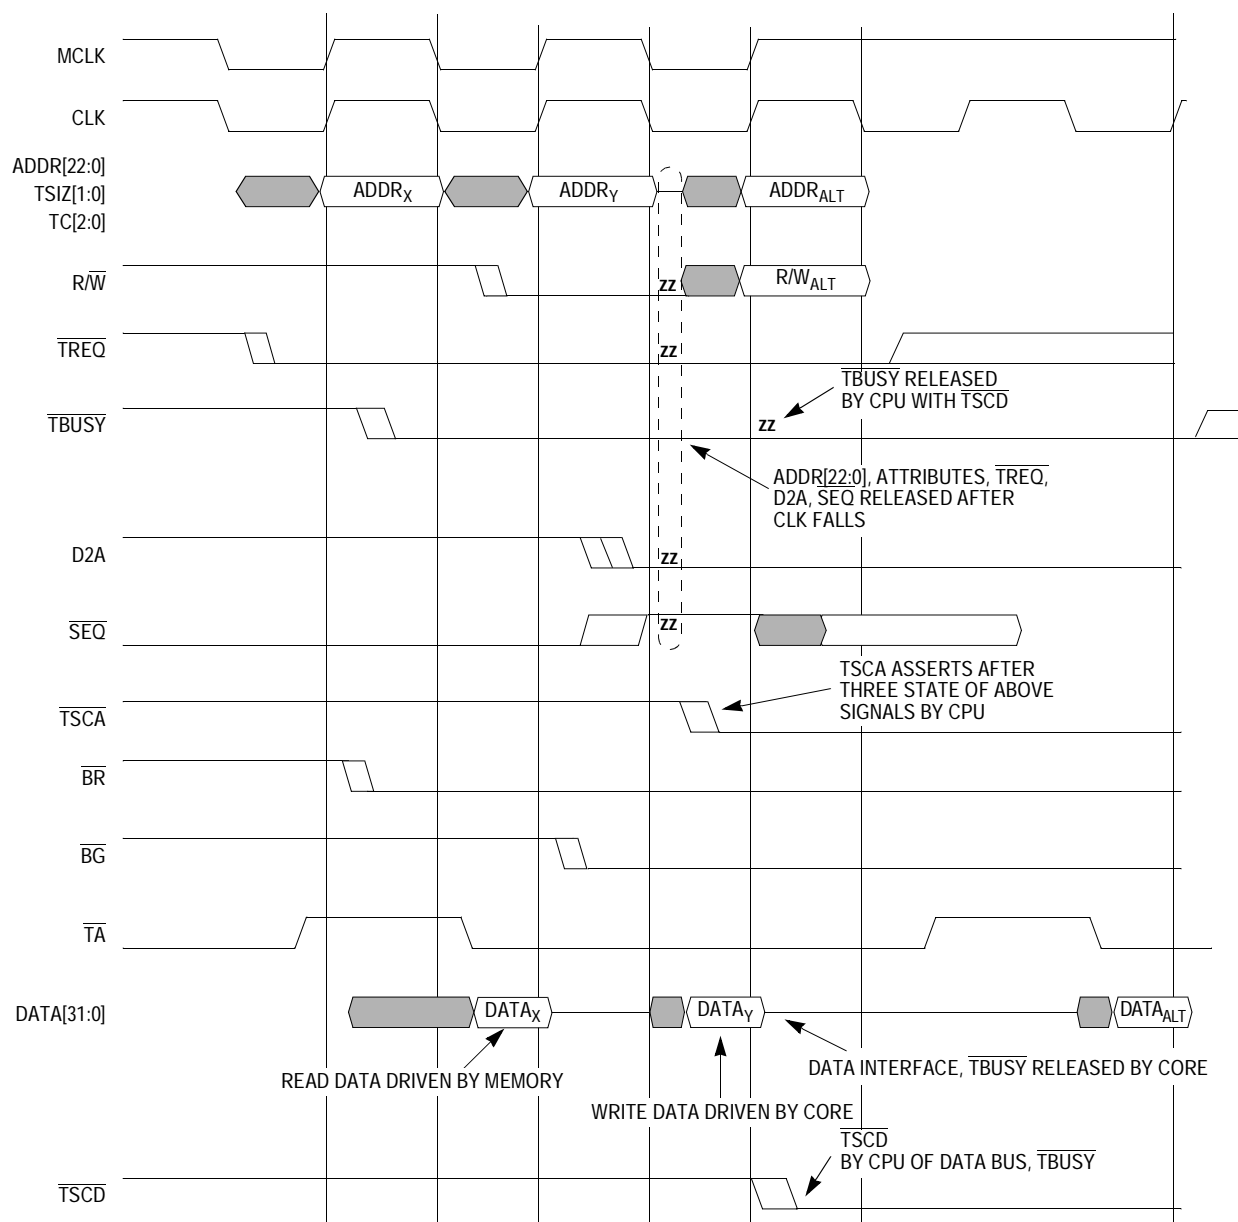 MCLK
CLK
ADDR[22:0]
TSIZ[1:0]
TC[2:0]
ADDRX
ADDRY
ADDRALT
R/W
zz
R/WALT
TREQ
zz
TBUSY RELEASED
BY CPU WITH TSCD
TBUSY
zz
ADDR[22:0], ATTRIBUTES, TREQ,
D2A, SEQ RELEASED AFTER
CLK FALLS
D2A
zz
SEQ
zz
TSCA ASSERTS AFTER
THREE STATE OF ABOVE
SIGNALS BY CPU
TSCA
BR
BG
TA
DATA[31:0]
DATAX
DATAY
DATAALT
DATA INTERFACE, TBUSY RELEASED BY CORE
READ DATA DRIVEN BY MEMORY
WRITE DATA DRIVEN BY CORE
TSCD
BY CPU OF DATA BUS, TBUSY
TSCD